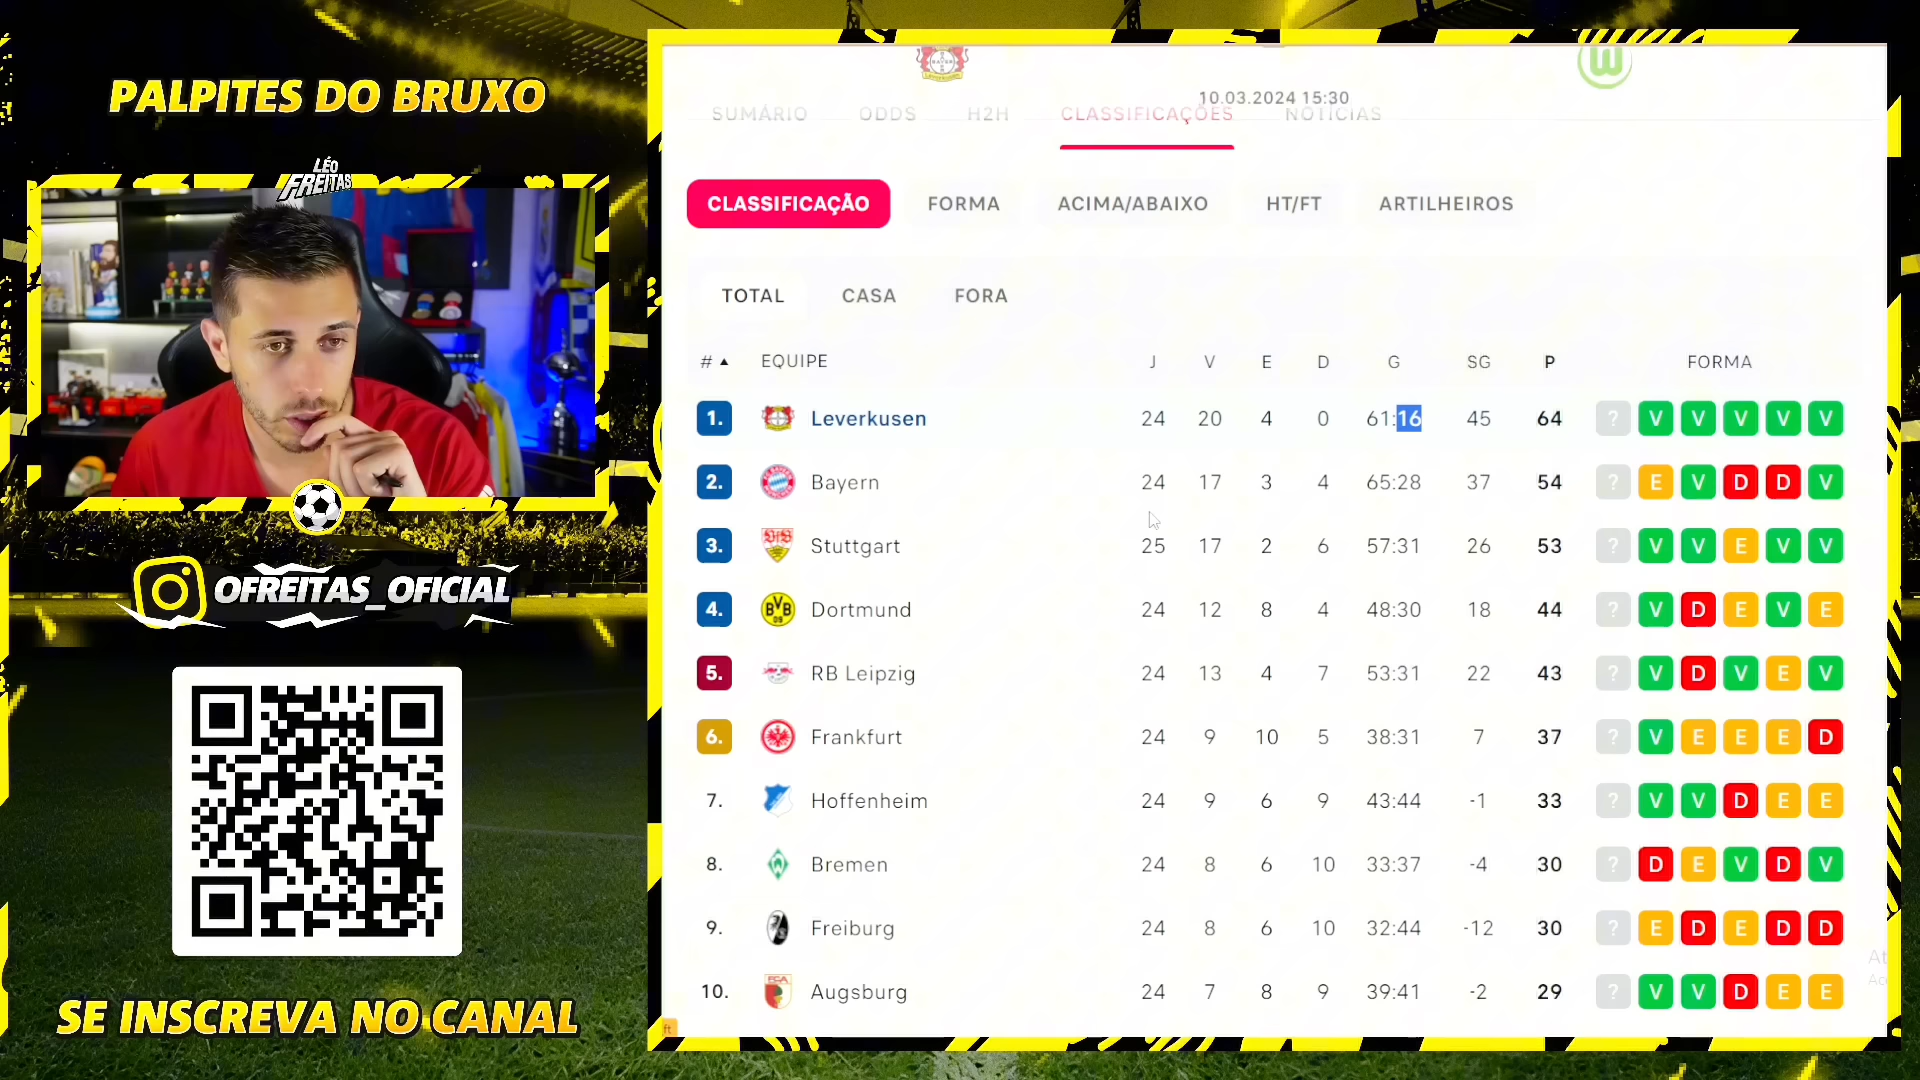 PALPITES DO BRUXO
LÉO
FREITAS
OFREITAS_OFICIAL
SE INSCREVA NO CANAL
10.03.2024 15:30
SUMÁRIO ODDS H2H CLASSIFICAÇÕES NOTÍCIAS
CLASSIFICAÇÃO FORMA ACIMA/ABAIXO HT/FT ARTILHEIROS
TOTAL CASA FORA
# EQUIPE J V E D G SG P FORMA
1. Leverkusen 24 20 4 0 61:16 45 64 ? V V V V V
2. Bayern 24 17 3 4 65:28 37 54 ? E V D D V
3. Stuttgart 25 17 2 6 57:31 26 53 ? V V E V V
4. Dortmund 24 12 8 4 48:30 18 44 ? V D E V E
5. RB Leipzig 24 13 4 7 53:31 22 43 ? V D V E V
6. Frankfurt 24 9 10 5 38:31 7 37 ? V E E E D
7. Hoffenheim 24 9 6 9 43:44 -1 33 ? V V D E E
8. Bremen 24 8 6 10 33:37 -4 30 ? D E V D V
9. Freiburg 24 8 6 10 32:44 -12 30 ? E D E D D
10. Augsburg 24 7 8 9 39:41 -2 29 ? V V D E E